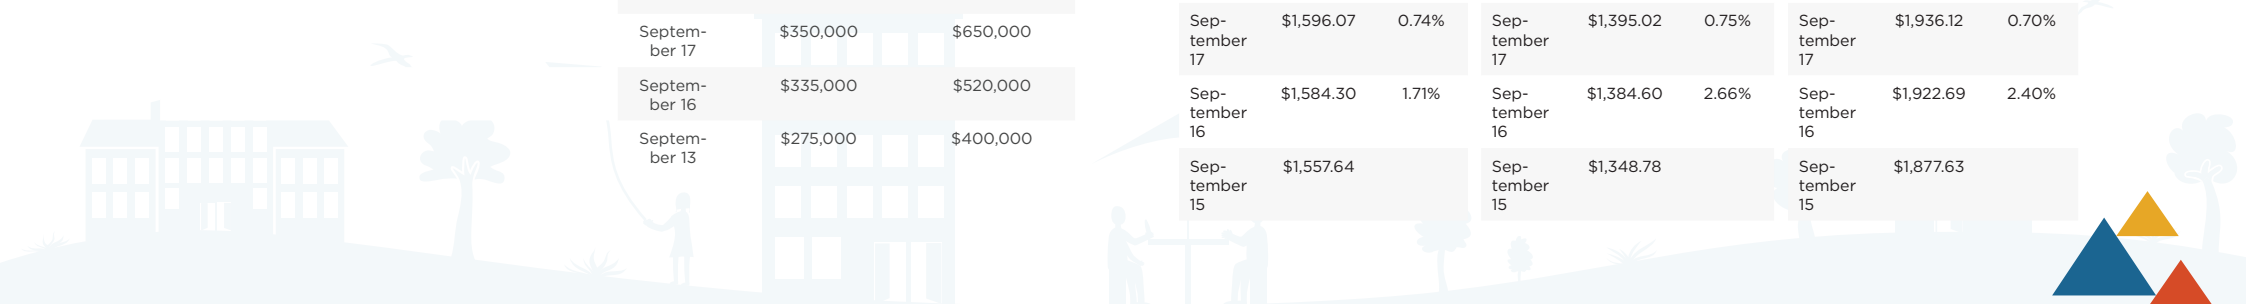 Septem- $350,000 $650,000
ber 17
Septem- $335,000 $520,000
ber 16
Septem- $275,000 $400,000
ber 13
Sep- $1,596.07 0.74%
tember
17
Sep- $1,584.30 1.71%
tember
16
Sep- $1,557.64
tember
15
Sep- $1,395.02 0.75%
tember
17
Sep- $1,384.60 2.66%
tember
16
Sep- $1,348.78
tember
15
Sep- $1,936.12 0.70%
tember
17
Sep- $1,922.69 2.40%
tember
16
Sep- $1,877.63
tember
15